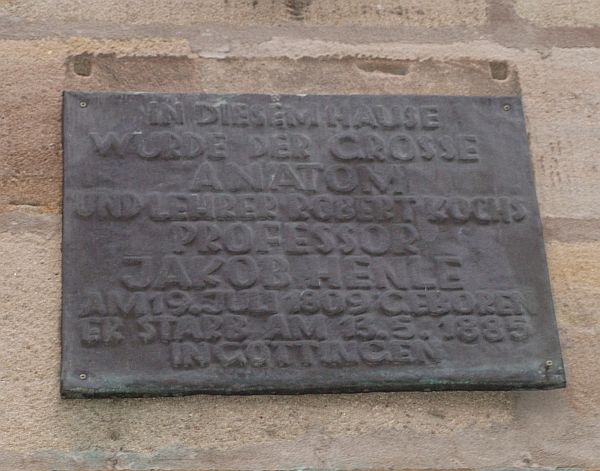 IN DIESEM HAUSE
WURDE DER GROSSE
ANATOM
UND LEHRER ROBERT KOCHS
PROFESSOR
JAKOB HENLE
AM 19. JULI 1809 GEBOREN
ER STARB AM 13.5.1885
IN GÖTTINGEN